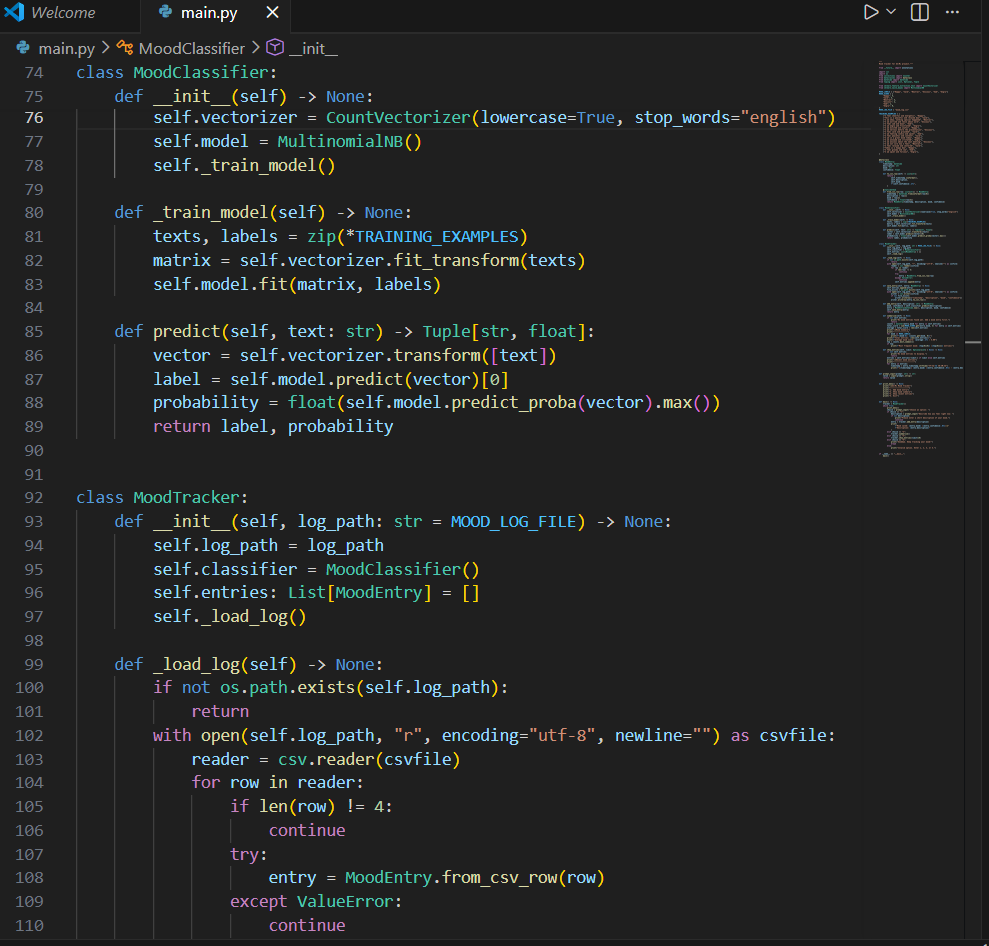 Welcome
main.py
main.py > MoodClassifier > __init__
74 class MoodClassifier:
75     def __init__(self) -> None:
76         self.vectorizer = CountVectorizer(lowercase=True, stop_words="english")
77         self.model = MultinomialNB()
78         self._train_model()
79
80     def _train_model(self) -> None:
81         texts, labels = zip(*TRAINING_EXAMPLES)
82         matrix = self.vectorizer.fit_transform(texts)
83         self.model.fit(matrix, labels)
84
85     def predict(self, text: str) -> Tuple[str, float]:
86         vector = self.vectorizer.transform([text])
87         label = self.model.predict(vector)[0]
88         probability = float(self.model.predict_proba(vector).max())
89         return label, probability
90
91
92 class MoodTracker:
93     def __init__(self, log_path: str = MOOD_LOG_FILE) -> None:
94         self.log_path = log_path
95         self.classifier = MoodClassifier()
96         self.entries: List[MoodEntry] = []
97         self._load_log()
98
99     def _load_log(self) -> None:
100         if not os.path.exists(self.log_path):
101             return
102         with open(self.log_path, "r", encoding="utf-8", newline="") as csvfile:
103             reader = csv.reader(csvfile)
104             for row in reader:
105                 if len(row) != 4:
106                     continue
107                 try:
108                     entry = MoodEntry.from_csv_row(row)
109                 except ValueError:
110                     continue